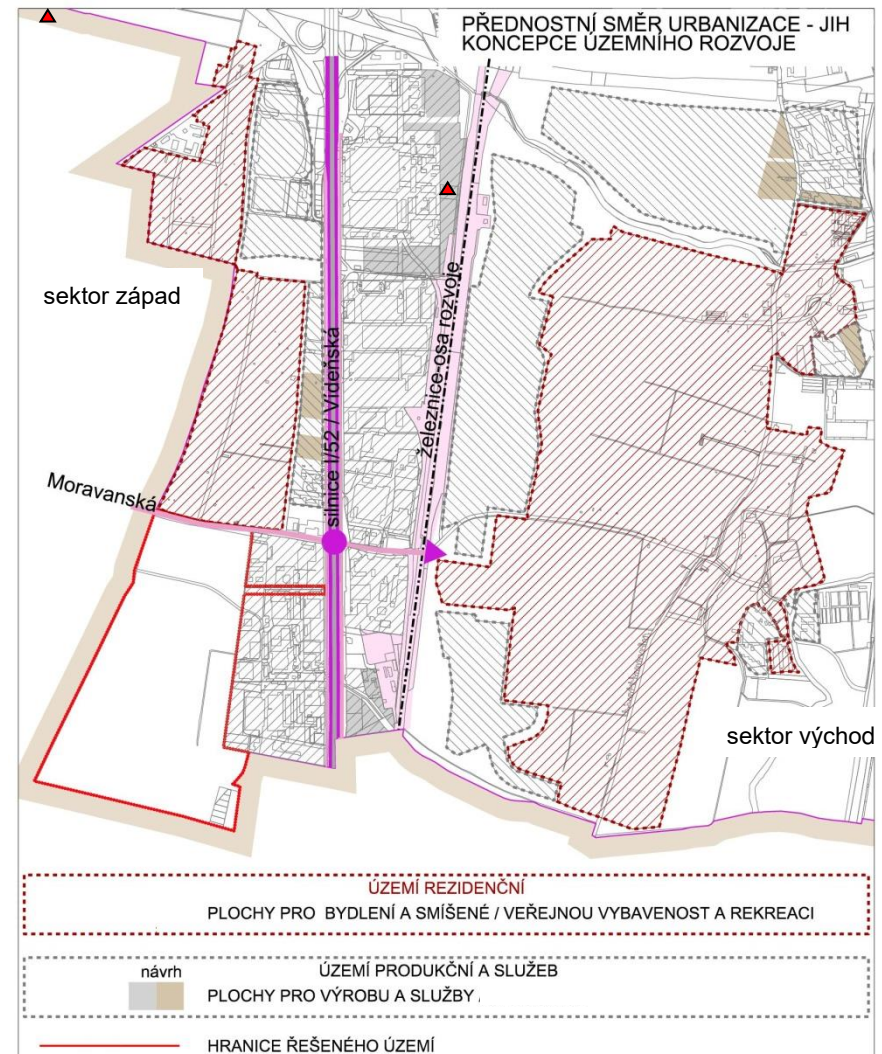 PŘEDNOSTNÍ SMĚR URBANIZACE - JIH
KONCEPCE ÚZEMNÍHO ROZVOJE
sektor západ
silnice I/52 / Vídeňská
železnice-osa rozvoje
Moravanská
sektor východ
ÚZEMÍ REZIDENČNÍ
PLOCHY PRO BYDLENÍ A SMÍŠENÉ / VEŘEJNOU VYBAVENOST A REKREACI
návrh
ÚZEMÍ PRODUKČNÍ A SLUŽEB
PLOCHY PRO VÝROBU A SLUŽBY
HRANICE ŘEŠENÉHO ÚZEMÍ